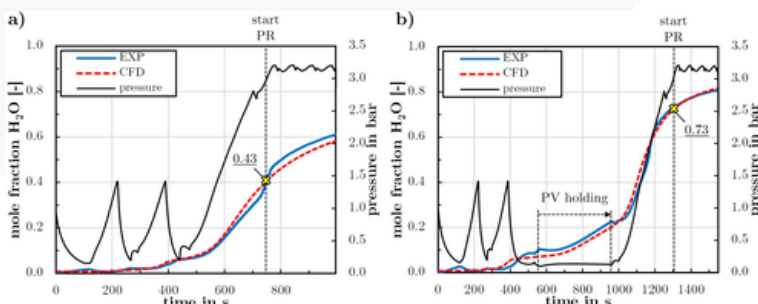 a)
start
PR
mole fraction H₂O [-]
1.0
0.8
0.6
0.4
0.2
0.0
EXP
CFD
pressure
0.43
3.5
3.0
2.5
2.0
1.5
1.0
0.5
0.0
pressure in bar
0 200 400 600 800
time in s
b)
start
PR
mole fraction H₂O [-]
1.0
0.8
0.6
0.4
0.2
0.0
EXP
CFD
pressure
0.73
PV holding
3.5
3.0
2.5
2.0
1.5
1.0
0.5
0.0
pressure in bar
0 200 400 600 800 1000 1200 1400
time in s